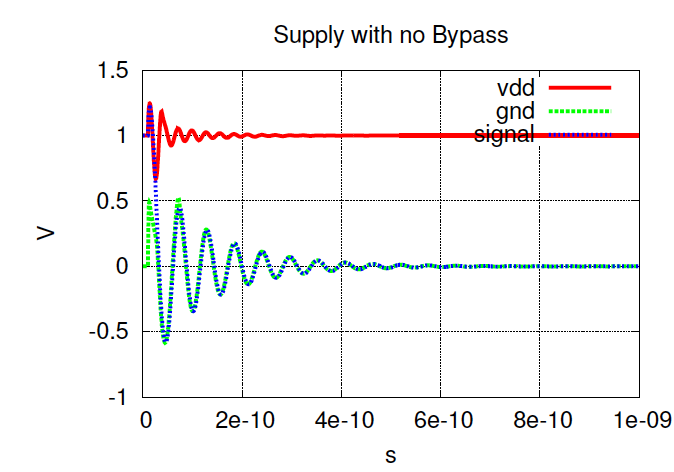 Supply with no Bypass
1.5
vdd
gnd
1
signal
0.5
V
0
-0.5
-1
0 2e-10 4e-10 6e-10 8e-10 1e-09
s